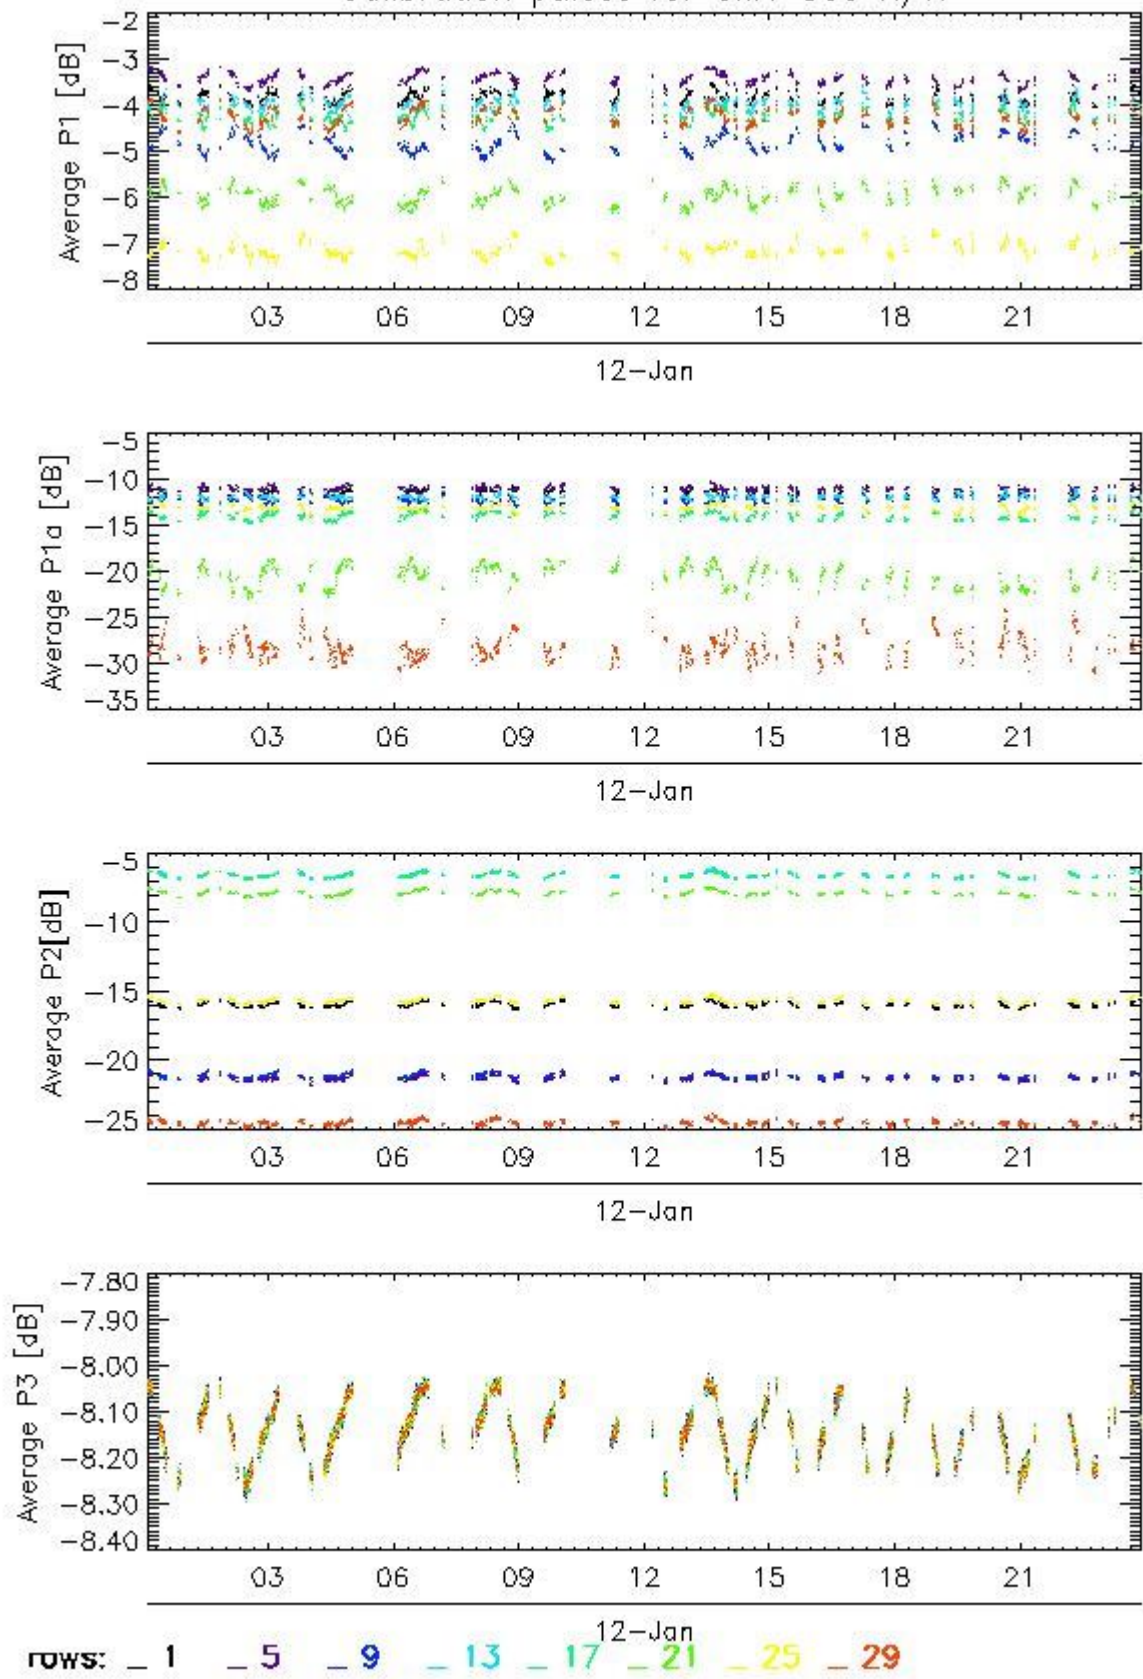 -2
-3
-4
-5
-6
-7
-8
Average P1 [dB]
03 06 09 12 15 18 21
12-Jan
-5
-10
-15
-20
-25
-30
-35
Average P1a [dB]
03 06 09 12 15 18 21
12-Jan
-5
-10
-15
-20
-25
Average P2[dB]
03 06 09 12 15 18 21
12-Jan
-7.80
-7.90
-8.00
-8.10
-8.20
-8.30
-8.40
Average P3 [dB]
03 06 09 12 15 18 21
12-Jan
rows: _ 1 _ 5 _ 9 _ 13 _ 17 _ 21 _ 25 _ 29